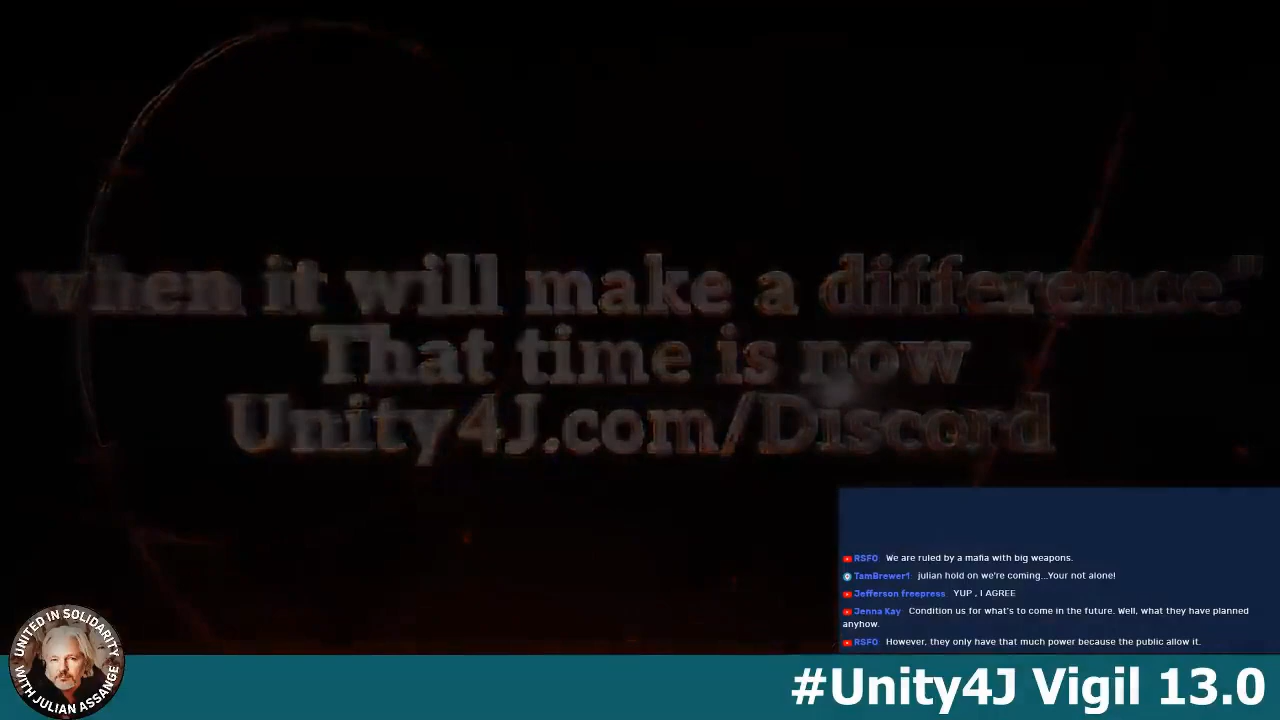 when it will make a difference."
That time is now
Unity4J.com/Discord
RSF0 We are ruled by a mafia with big weapons.
TamBrewer1 julian hold on we're coming...Your not alone!
Jefferson freepress YUP , I AGREE
Jenna Kay Condition us for what's to come in the future. Well, what they have planned
anyhow.
RSF0 However, they only have that much power because the public allow it.
UNITED IN SOLIDARITY
WITH JULIAN ASSANGE
#Unity4J Vigil 13.0